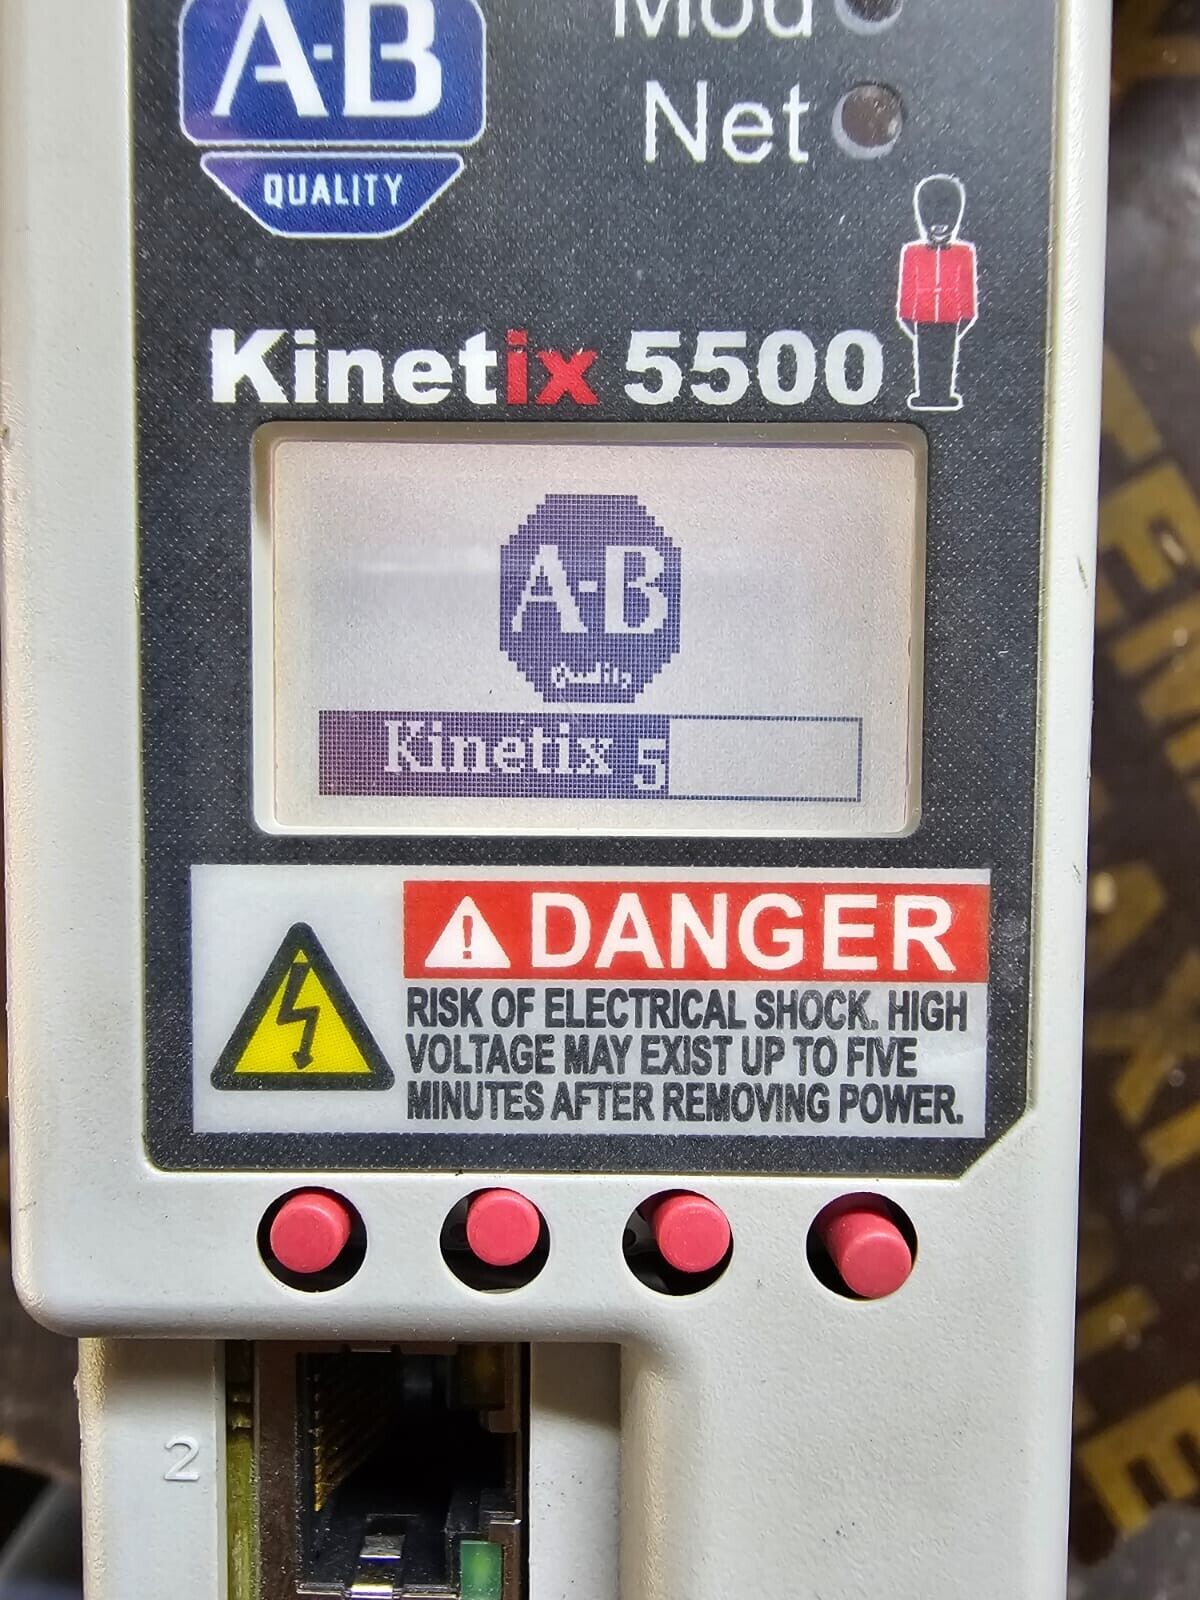 Mod
A-B
QUALITY
Net
Kinetix 5500
A-B
Quality
Kinetix 5
DANGER
RISK OF ELECTRICAL SHOCK. HIGH
VOLTAGE MAY EXIST UP TO FIVE
MINUTES AFTER REMOVING POWER.
2